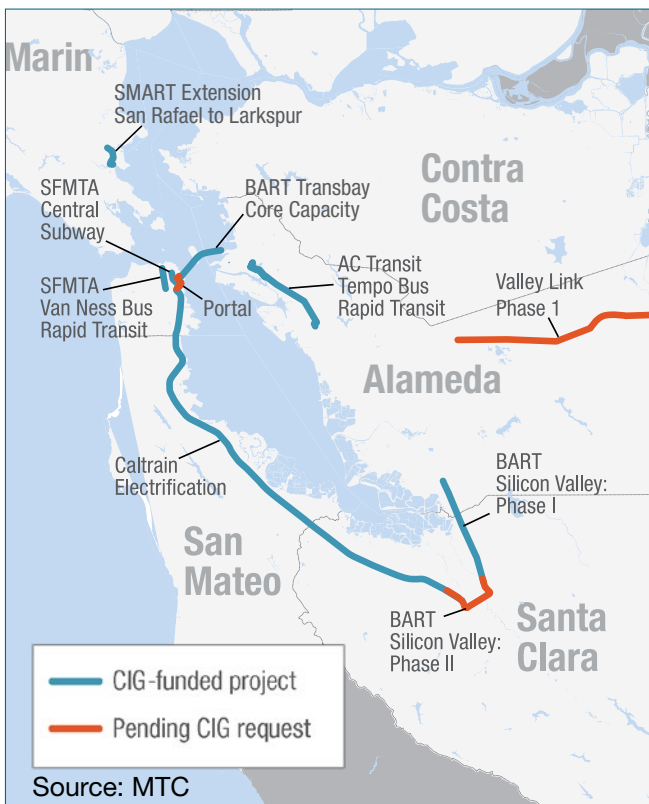 Marin
SMART Extension
San Rafael to Larkspur
Contra
Costa
SFMTA
Central
Subway
BART Transbay
Core Capacity
AC Transit
Tempo Bus
Rapid Transit
Valley Link
Phase 1
SFMTA
Van Ness Bus
Rapid Transit
Portal
Alameda
Caltrain
Electrification
BART
Silicon Valley:
Phase I
San
Mateo
BART
Silicon Valley:
Phase II
Santa
Clara
CIG-funded project
Pending CIG request
Source: MTC